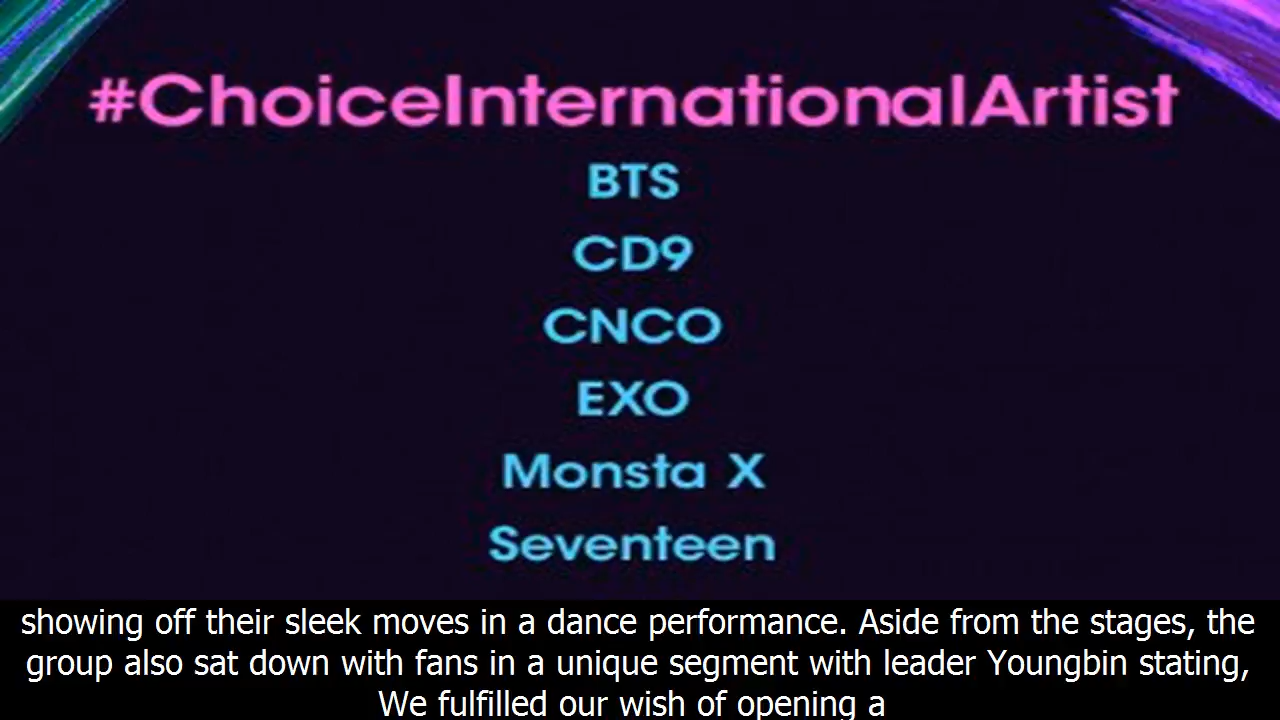 #ChoiceInternationalArtist
BTS
CD9
CNCO
EXO
Monsta X
Seventeen
showing off their sleek moves in a dance performance. Aside from the stages, the
group also sat down with fans in a unique segment with leader Youngbin stating,
We fulfilled our wish of opening a